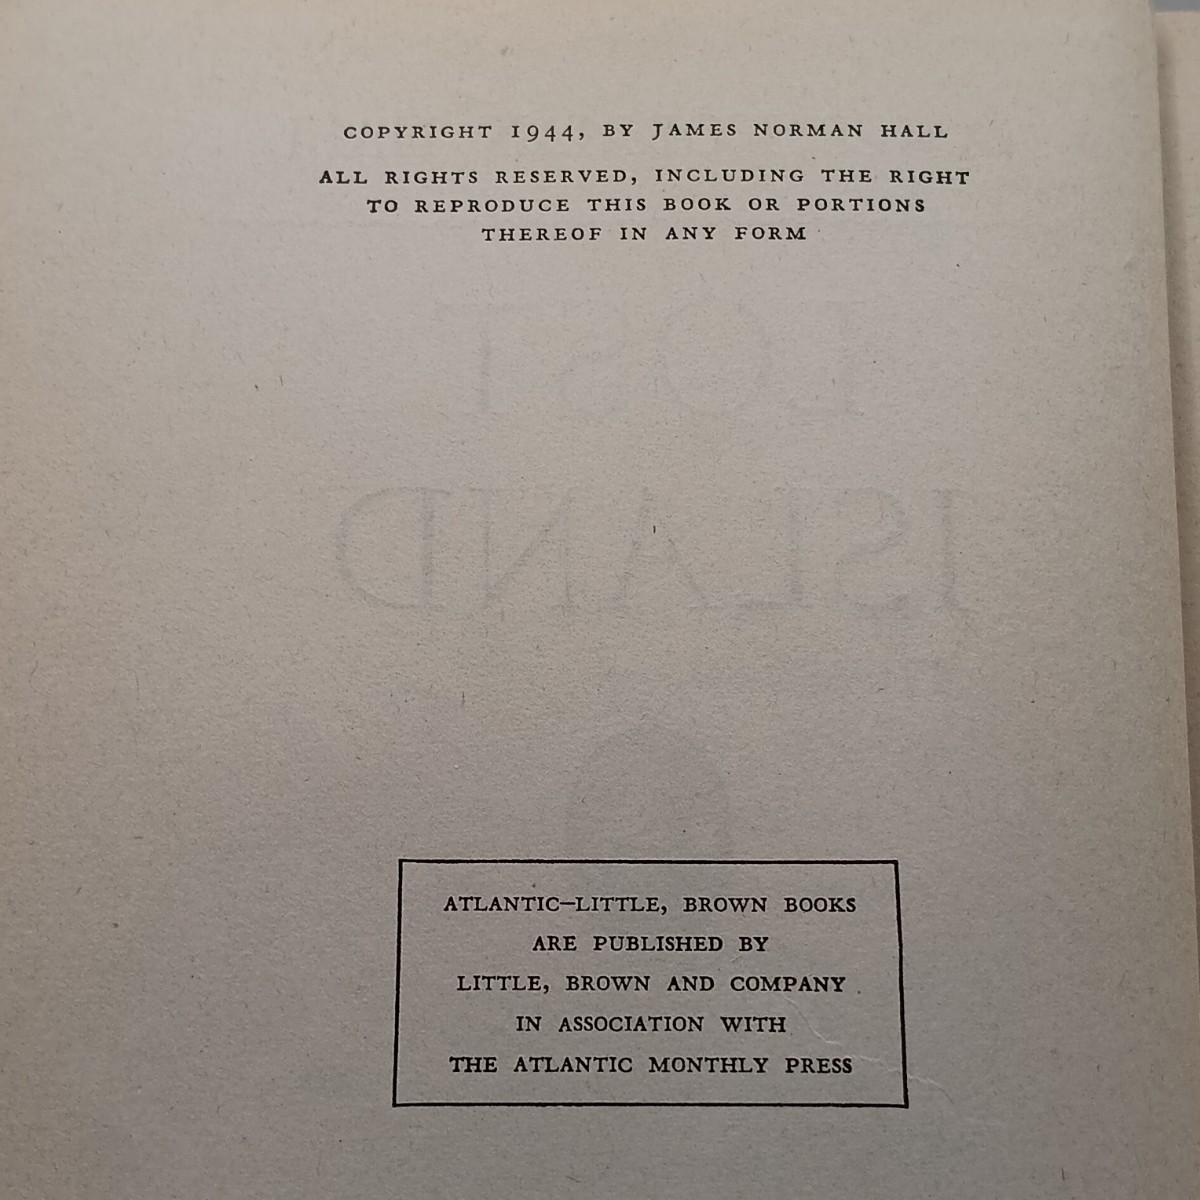 COPYRIGHT 1944, BY JAMES NORMAN HALL
ALL RIGHTS RESERVED, INCLUDING THE RIGHT
TO REPRODUCE THIS BOOK OR PORTIONS
THEREOF IN ANY FORM
LOST
ISLAND
ATLANTIC–LITTLE, BROWN BOOKS
ARE PUBLISHED BY
LITTLE, BROWN AND COMPANY
IN ASSOCIATION WITH
THE ATLANTIC MONTHLY PRESS